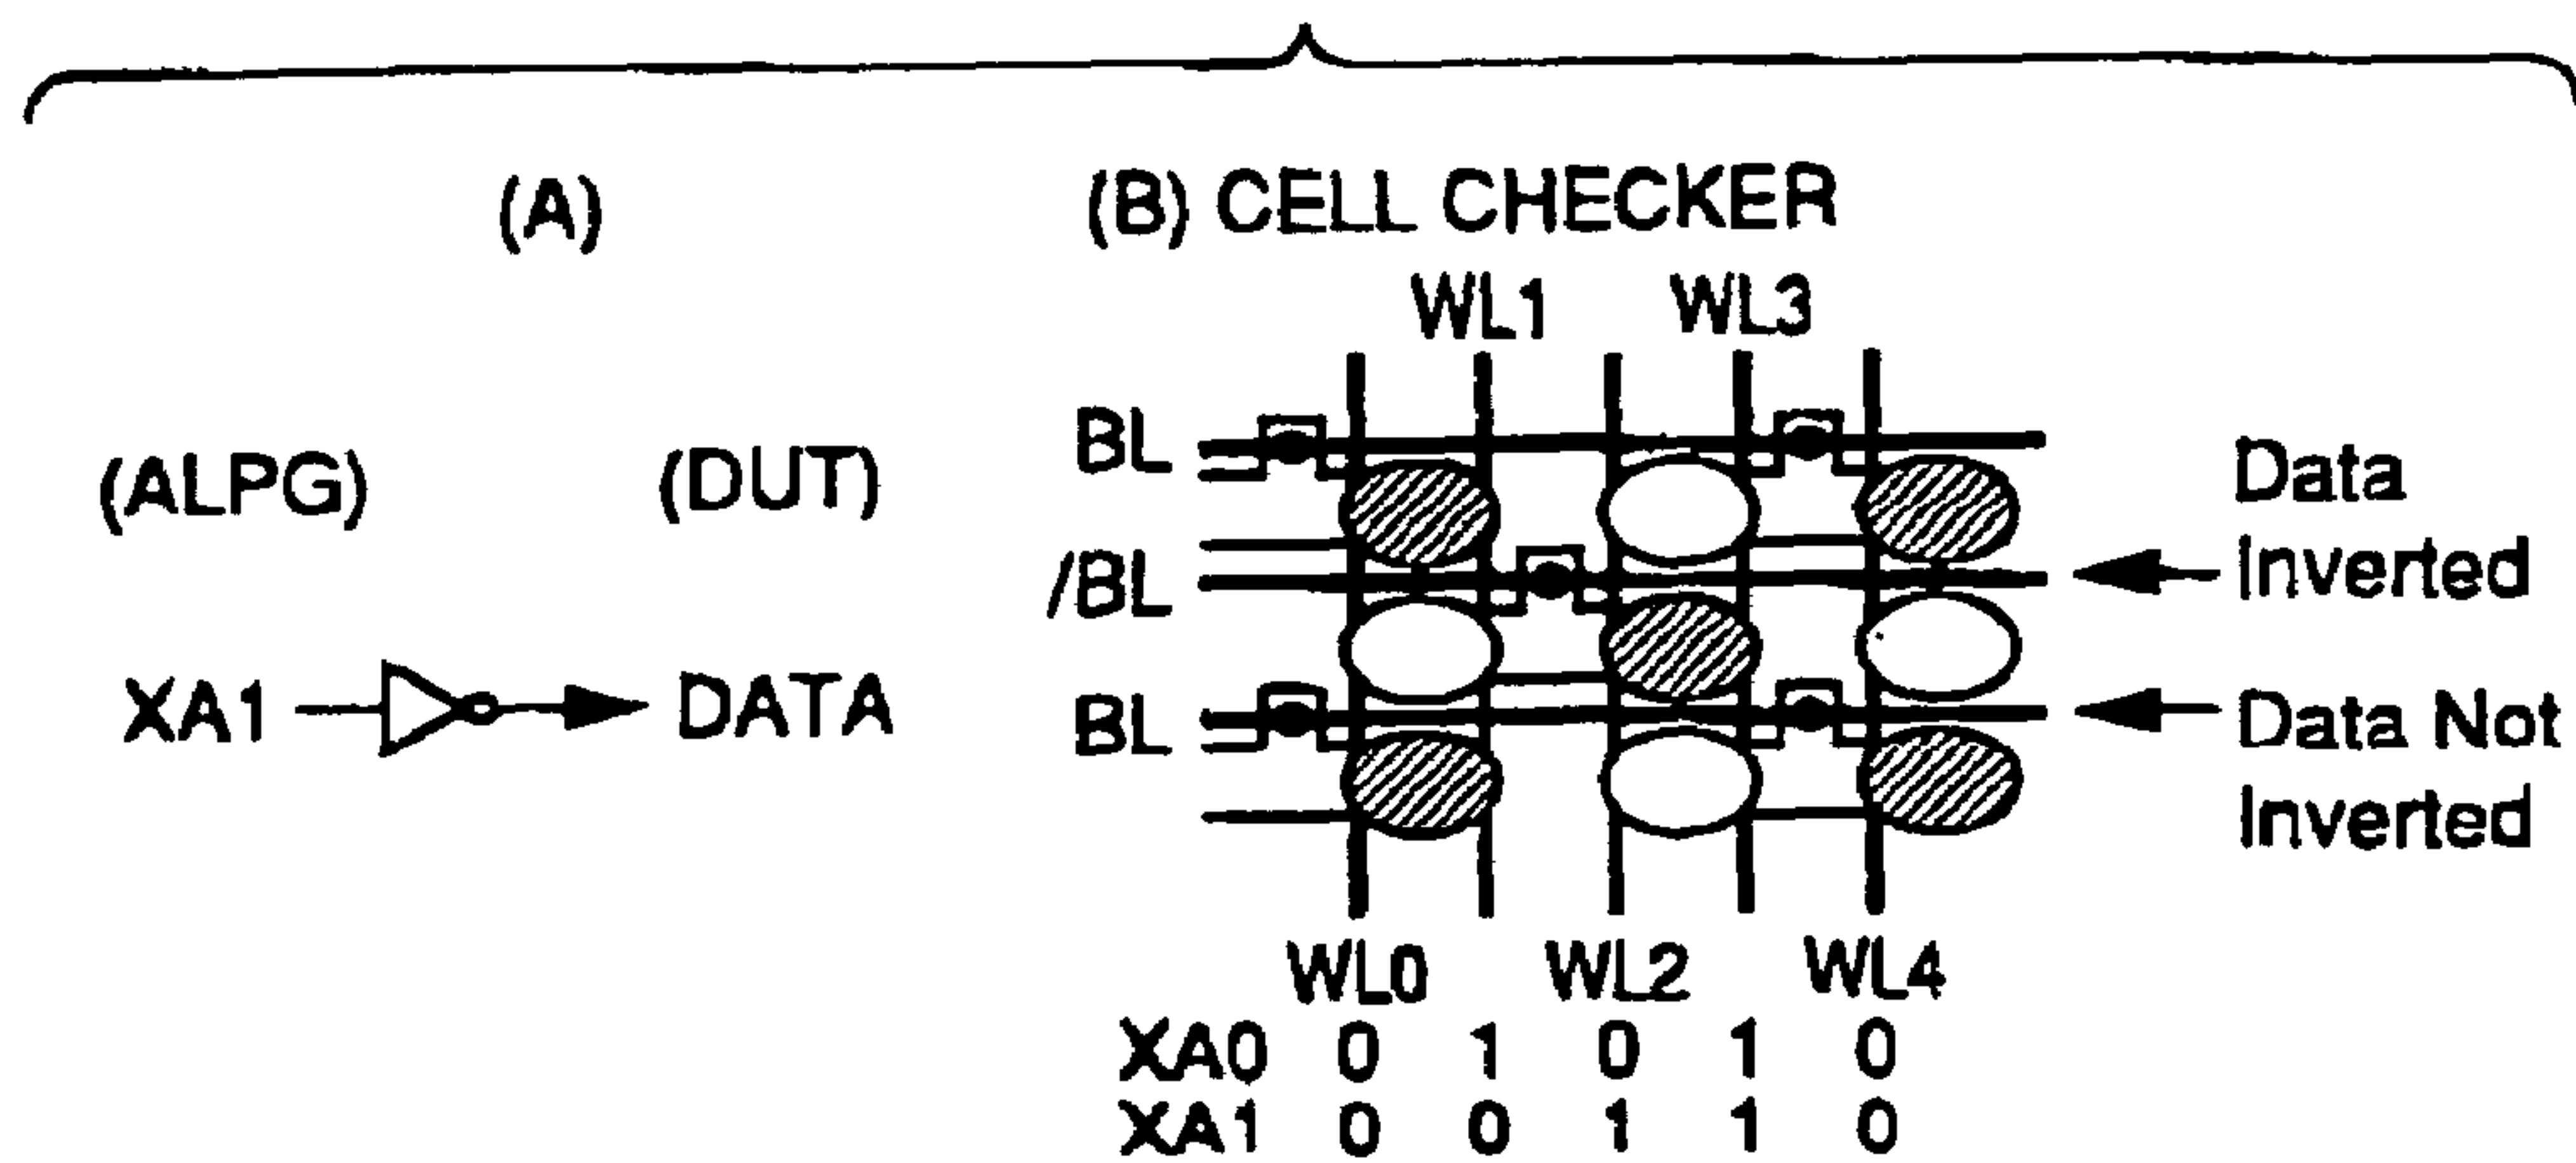 (A)
(ALPG) (DUT)
XA1 DATA
(B) CELL CHECKER
WL1 WL3
BL
/BL
BL
Data
Inverted
Data Not
Inverted
WL0 WL2 WL4
XA0 0 1 0 1 0
XA1 0 0 1 1 0